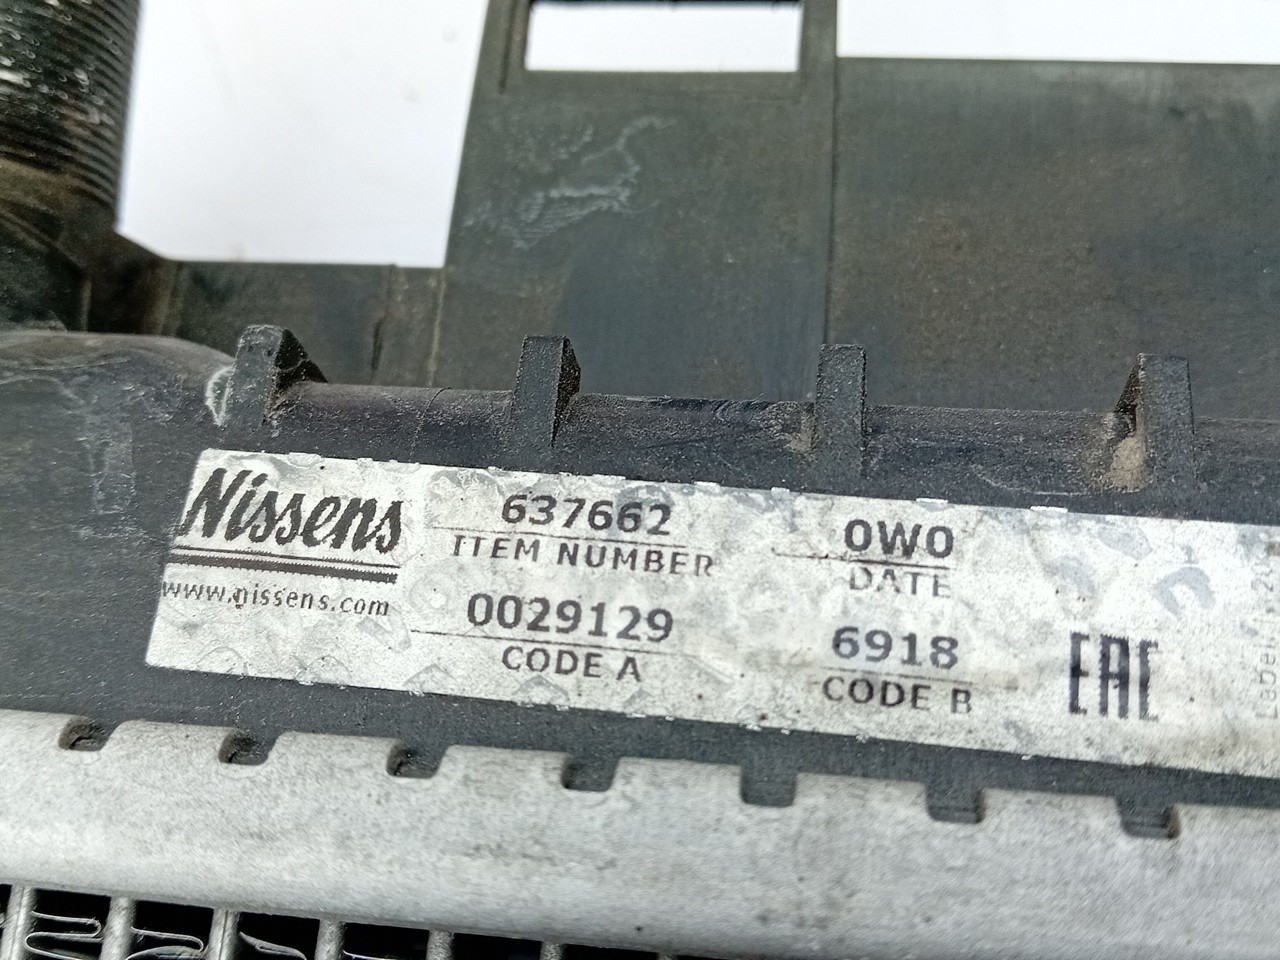 Nissens
www.nissens.com
637662
ITEM NUMBER
0W0
DATE
0029129
CODE A
6918
CODE B
EAC